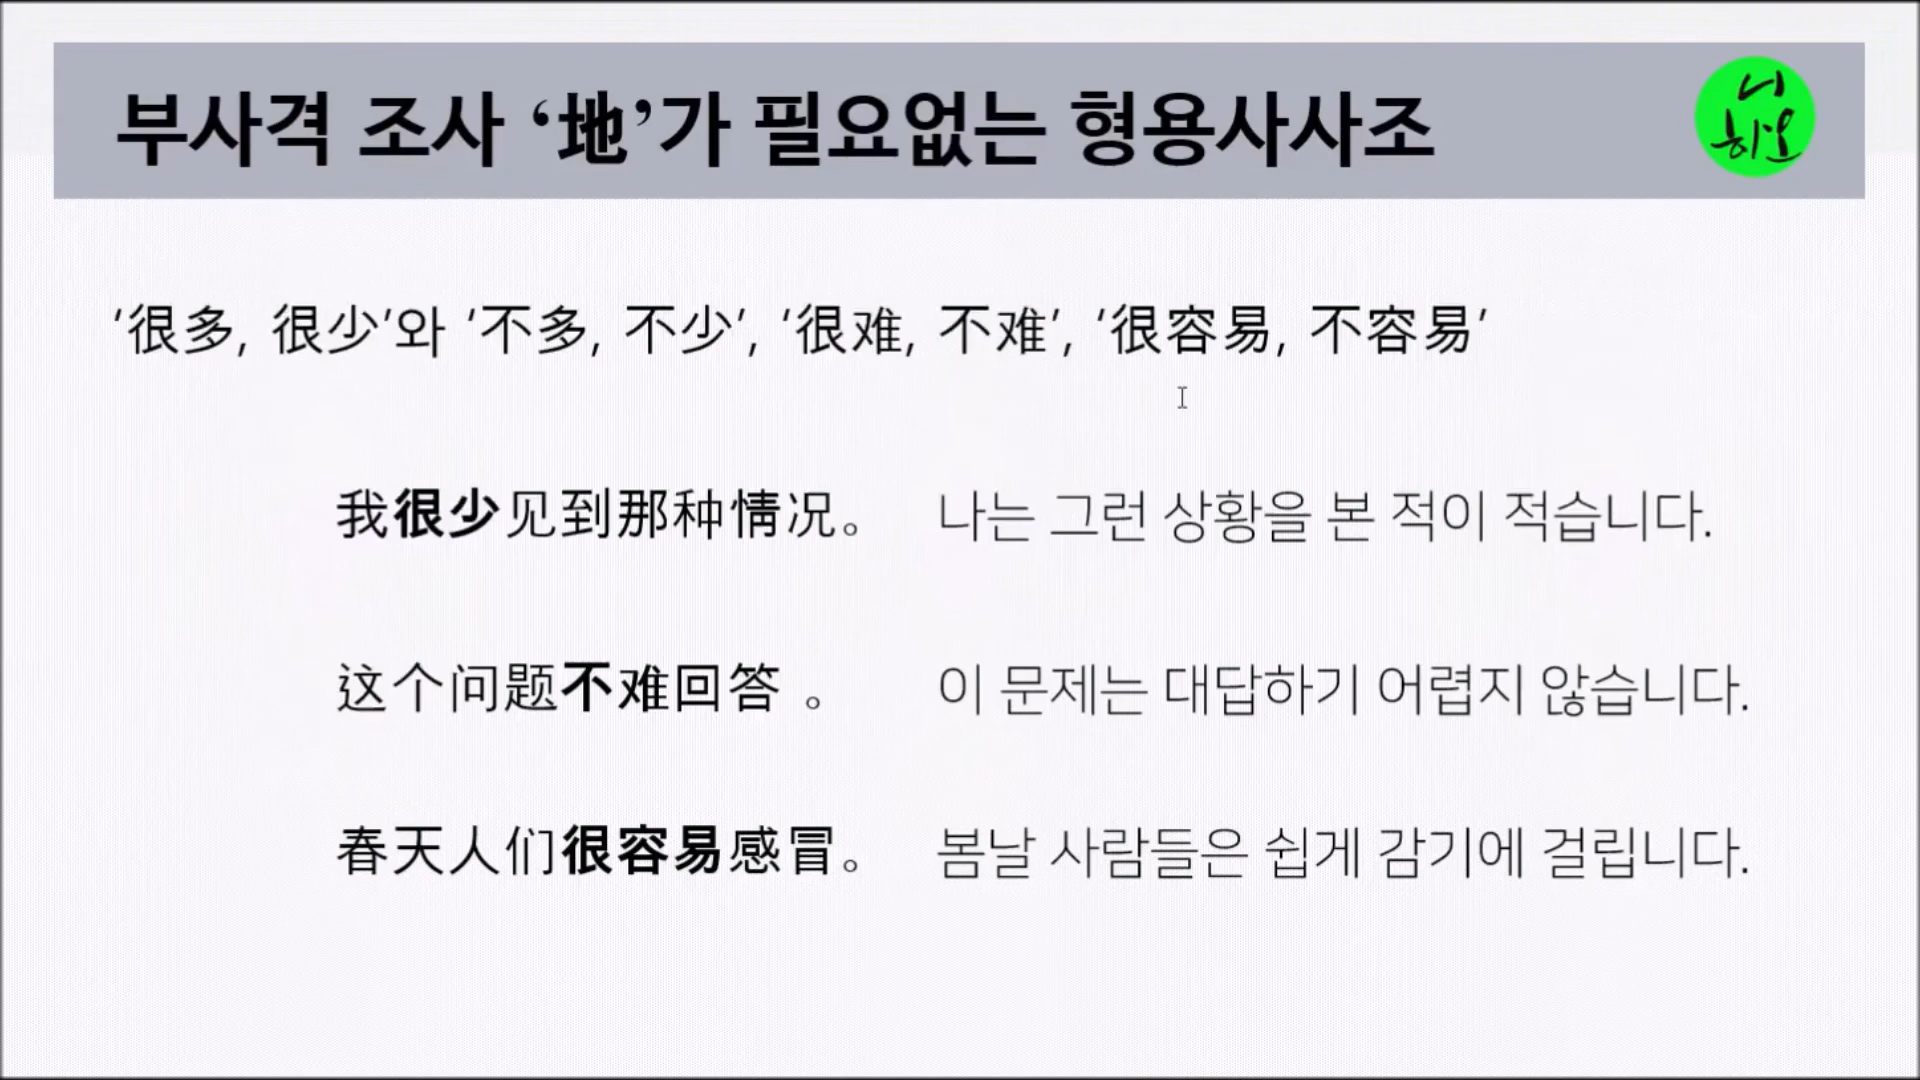 부사격 조사 ‘地’가 필요없는 형용사사조
니
하오
‘很多, 很少’와 ‘不多, 不少’, ‘很难, 不难’, ‘很容易, 不容易’
我很少见到那种情况。 나는 그런 상황을 본 적이 적습니다.
这个问题不难回答 。 이 문제는 대답하기 어렵지 않습니다.
春天人们很容易感冒。 봄날 사람들은 쉽게 감기에 걸립니다.